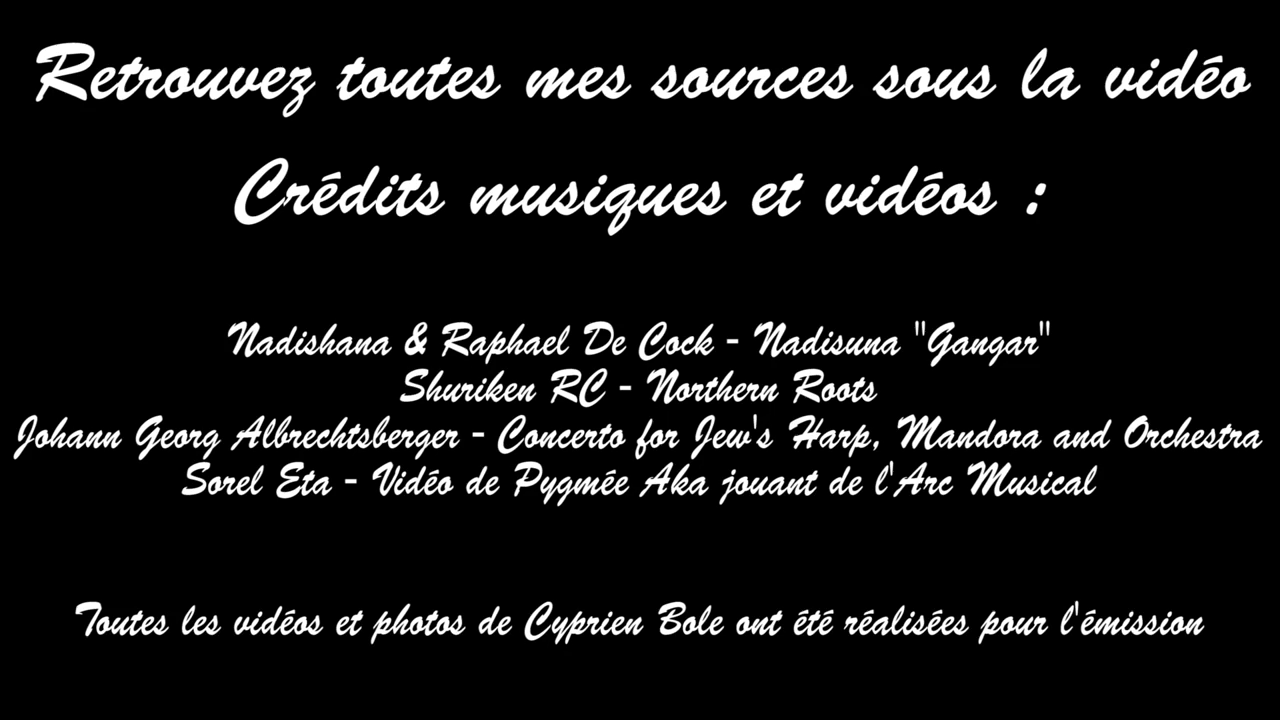 Retrouvez toutes mes sources sous la vidéo
Crédits musiques et vidéos :
Nadishana & Raphael De Cock - Nadisuna "Gangar"
Shuriken RC - Northern Roots
Johann Georg Albrechtsberger - Concerto for Jew's Harp, Mandora and Orchestra
Sorel Eta - Vidéo de Pygmée Aka jouant de l'Arc Musical
Toutes les vidéos et photos de Cyprien Bole ont été réalisées pour l'émission